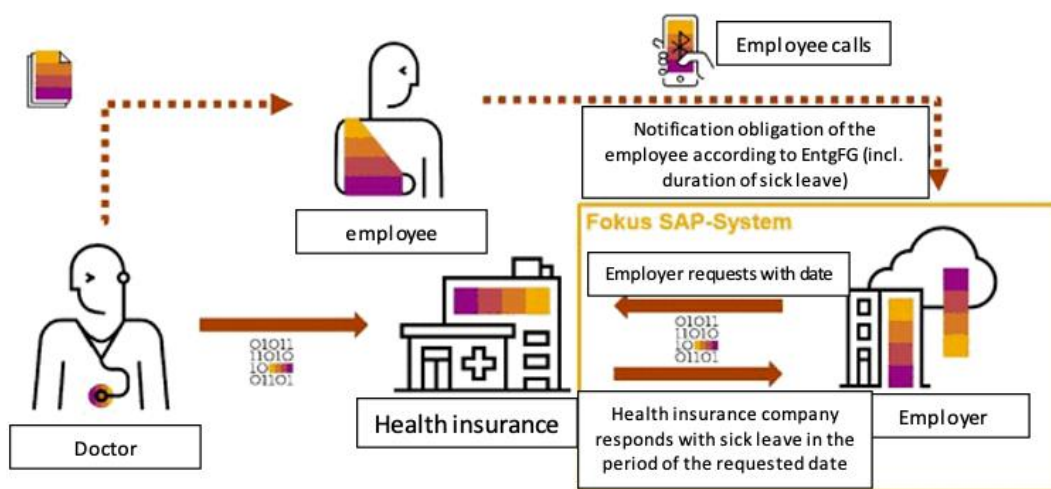 Employee calls
Notification obligation of the
employee according to EntgFG (incl.
duration of sick leave)
employee
Fokus SAP-System
Employer requests with date
01011
11010
10
01101
01011
11010
10
01101
Health insurance
Employer
Doctor
Health insurance company
responds with sick leave in the
period of the requested date